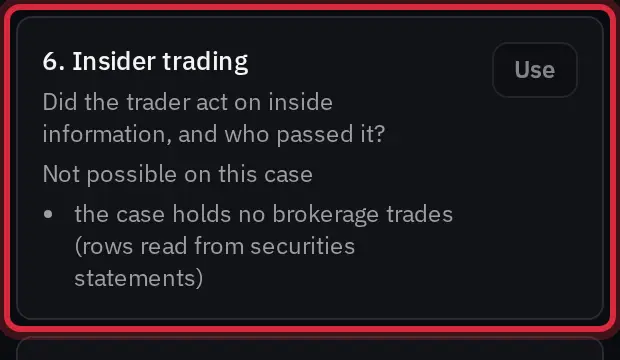 6. Insider trading
Use
Did the trader act on inside
information, and who passed it?
Not possible on this case
• the case holds no brokerage trades
(rows read from securities
statements)